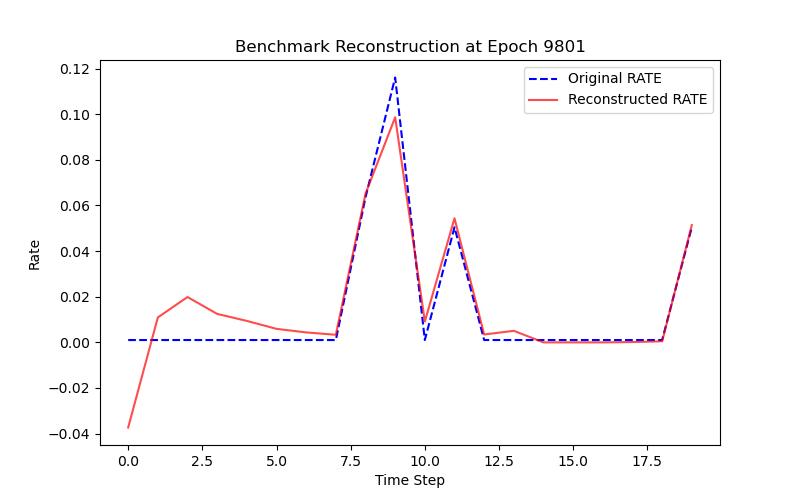 Benchmark Reconstruction at Epoch 9801
Original RATE
Reconstructed RATE
0.12
0.10
0.08
0.06
0.04
0.02
0.00
−0.02
−0.04
Rate
0.0 2.5 5.0 7.5 10.0 12.5 15.0 17.5
Time Step